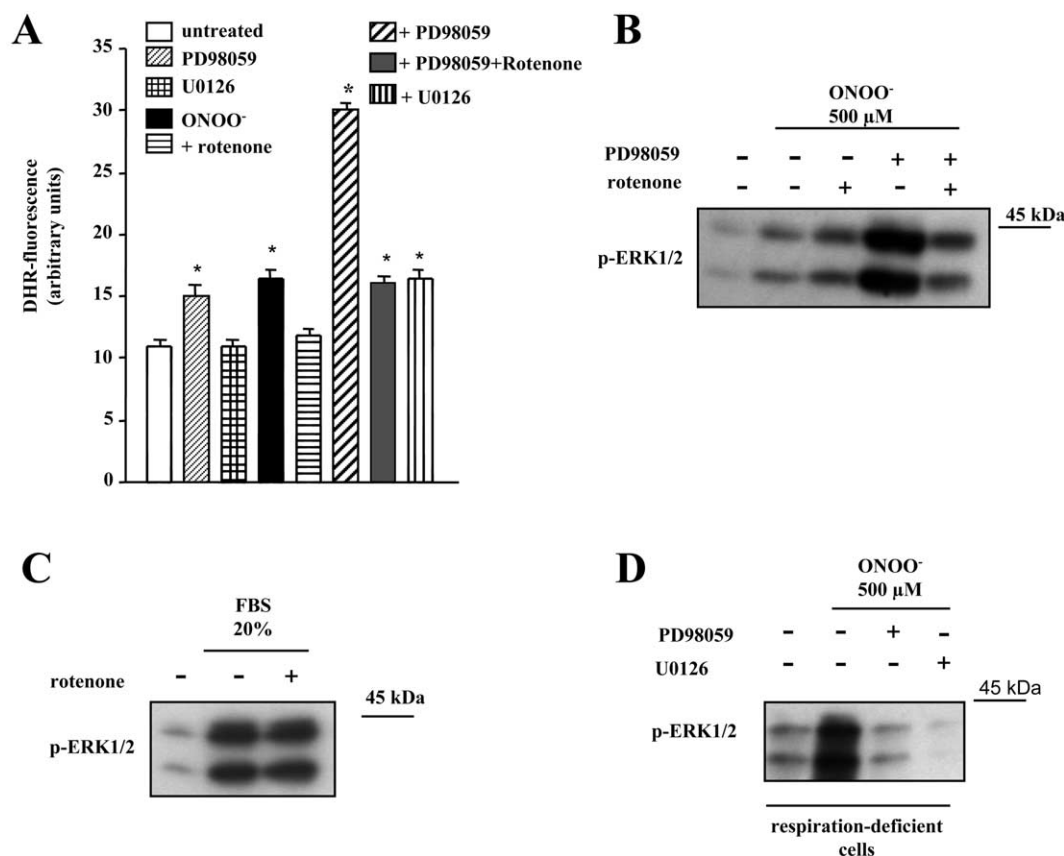 A
untreated
PD98059
U0126
ONOO-
+ rotenone
+ PD98059
+ PD98059+Rotenone
+ U0126
DHR-fluorescence
(arbitrary units)
35
30
25
20
15
10
5
0
* * * * *
B
ONOO-
500 µM
PD98059 - - - + +
rotenone - - + - +
45 kDa
p-ERK1/2
C
FBS
20%
rotenone - - +
45 kDa
p-ERK1/2
D
ONOO-
500 µM
PD98059 - - + -
U0126 - - - +
45 kDa
p-ERK1/2
respiration-deficient
cells